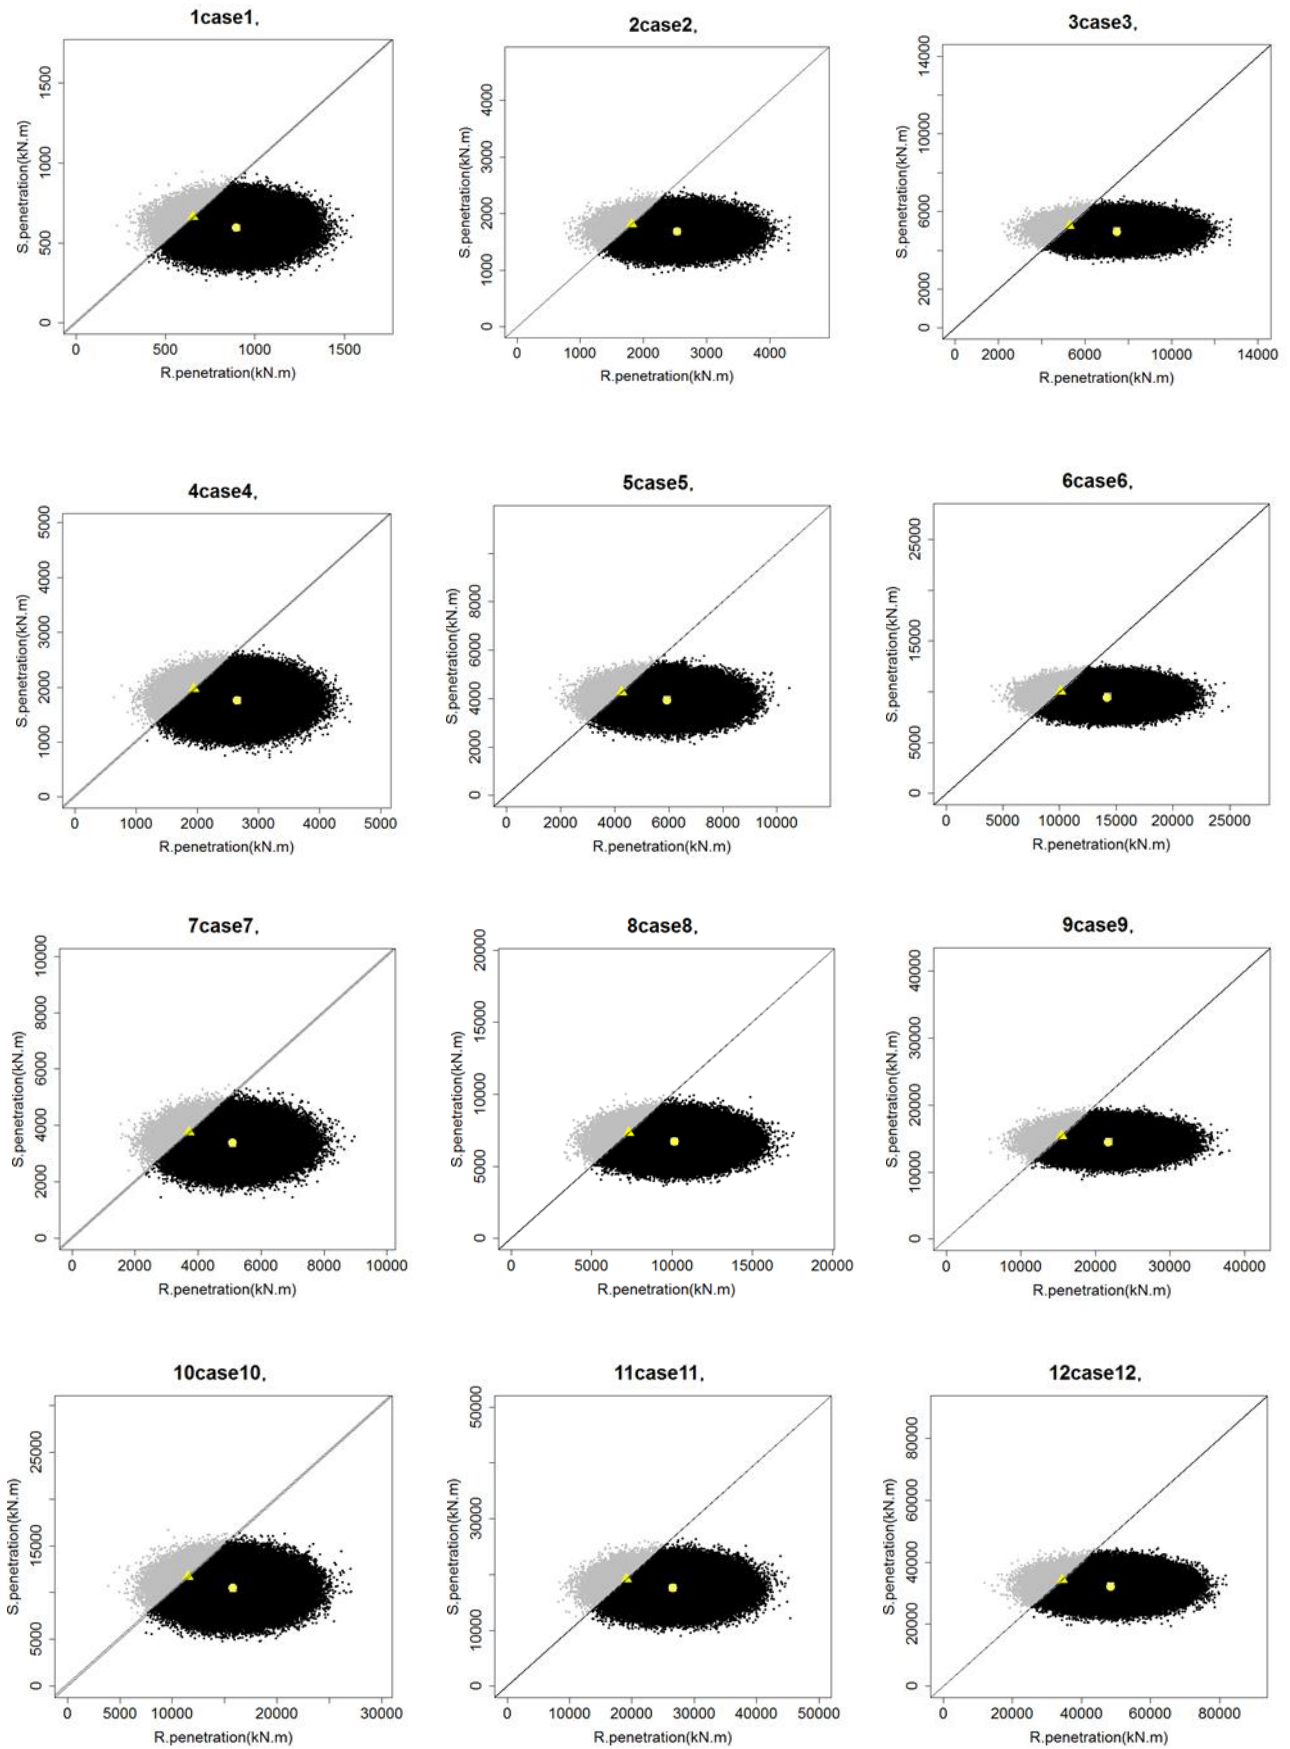 1case1,
1500
1000
500
0
S.penetration(kN.m)
0 500 1000 1500
R.penetration(kN.m)
2case2,
4000
3000
2000
1000
0
S.penetration(kN.m)
0 1000 2000 3000 4000
R.penetration(kN.m)
3case3,
14000
10000
6000
2000
0
S.penetration(kN.m)
0 2000 6000 10000 14000
R.penetration(kN.m)
4case4,
5000
4000
3000
2000
1000
0
S.penetration(kN.m)
0 1000 2000 3000 4000 5000
R.penetration(kN.m)
5case5,
8000
6000
4000
2000
0
S.penetration(kN.m)
0 2000 4000 6000 8000 10000
R.penetration(kN.m)
6case6,
25000
15000
5000
0
S.penetration(kN.m)
0 5000 10000 15000 20000 25000
R.penetration(kN.m)
7case7,
10000
8000
6000
4000
2000
0
S.penetration(kN.m)
0 2000 4000 6000 8000 10000
R.penetration(kN.m)
8case8,
20000
15000
10000
5000
0
S.penetration(kN.m)
0 5000 10000 15000 20000
R.penetration(kN.m)
9case9,
40000
30000
20000
10000
0
S.penetration(kN.m)
0 10000 20000 30000 40000
R.penetration(kN.m)
10case10,
25000
15000
5000
0
S.penetration(kN.m)
0 5000 10000 20000 30000
R.penetration(kN.m)
11case11,
50000
30000
10000
0
S.penetration(kN.m)
0 10000 20000 30000 40000 50000
R.penetration(kN.m)
12case12,
80000
60000
40000
20000
0
S.penetration(kN.m)
0 20000 40000 60000 80000
R.penetration(kN.m)